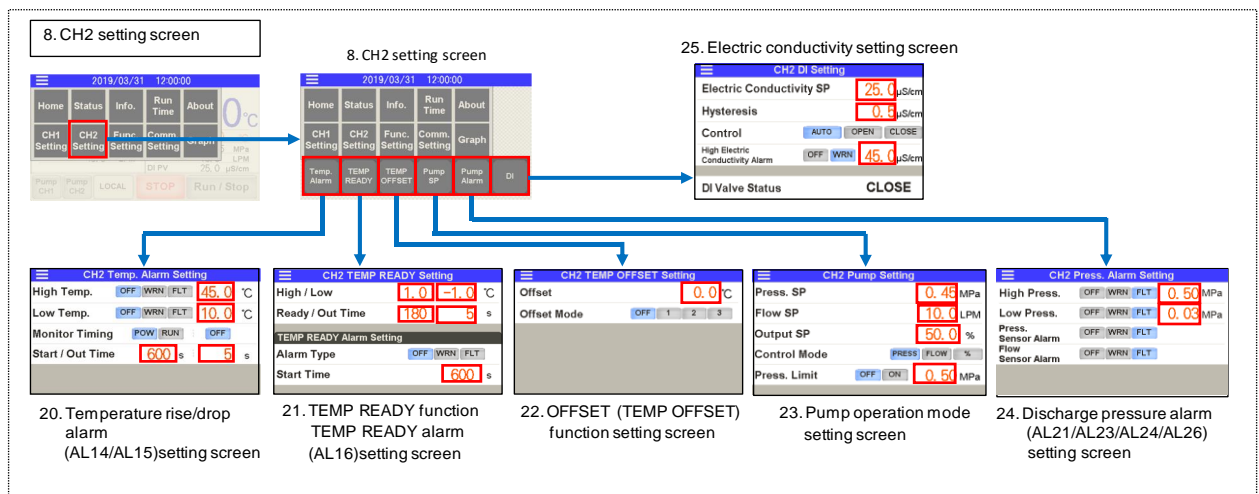 8. CH2 setting screen
2019/03/31 12:00:00
Home Status Info. Run Time About
0 °C
CH1 Setting CH2 Setting Func. Setting Comm. Setting Graph
MPa
LPM
DI PV 25.0 µS/cm
Pump CH1 Pump CH2 LOCAL STOP Run / Stop
8. CH2 setting screen
2019/03/31 12:00:00
Home Status Info. Run Time About
CH1 Setting CH2 Setting Func. Setting Comm. Setting Graph
Temp. Alarm TEMP READY TEMP OFFSET Pump SP Pump Alarm DI
25. Electric conductivity setting screen
CH2 DI Setting
Electric Conductivity SP 25.0 µS/cm
Hysteresis 0.5 µS/cm
Control AUTO OPEN CLOSE
High Electric
Conductivity Alarm OFF WRN 45.0 µS/cm
DI Valve Status CLOSE
CH2 Temp. Alarm Setting
High Temp. OFF WRN FLT 45.0 °C
Low Temp. OFF WRN FLT 10.0 °C
Monitor Timing POW RUN OFF
Start / Out Time 600 s 5 s
20. Temperature rise/drop
alarm
(AL14/AL15)setting screen
CH2 TEMP READY Setting
High / Low 1.0 -1.0 °C
Ready / Out Time 180 5 s
TEMP READY Alarm Setting
Alarm Type OFF WRN FLT
Start Time 600 s
21. TEMP READY function
TEMP READY alarm
(AL16)setting screen
CH2 TEMP OFFSET Setting
Offset 0.0 °C
Offset Mode OFF 1 2 3
22. OFFSET (TEMP OFFSET)
function setting screen
CH2 Pump Setting
Press. SP 0.45 MPa
Flow SP 10.0 LPM
Output SP 50.0 %
Control Mode PRESS FLOW %
Press. Limit OFF ON 0.50 MPa
23. Pump operation mode
setting screen
CH2 Press. Alarm Setting
High Press. OFF WRN FLT 0.50 MPa
Low Press. OFF WRN FLT 0.03 MPa
Press.
Sensor Alarm OFF WRN FLT
Flow
Sensor Alarm OFF WRN FLT
24. Discharge pressure alarm
(AL21/AL23/AL24/AL26)
setting screen